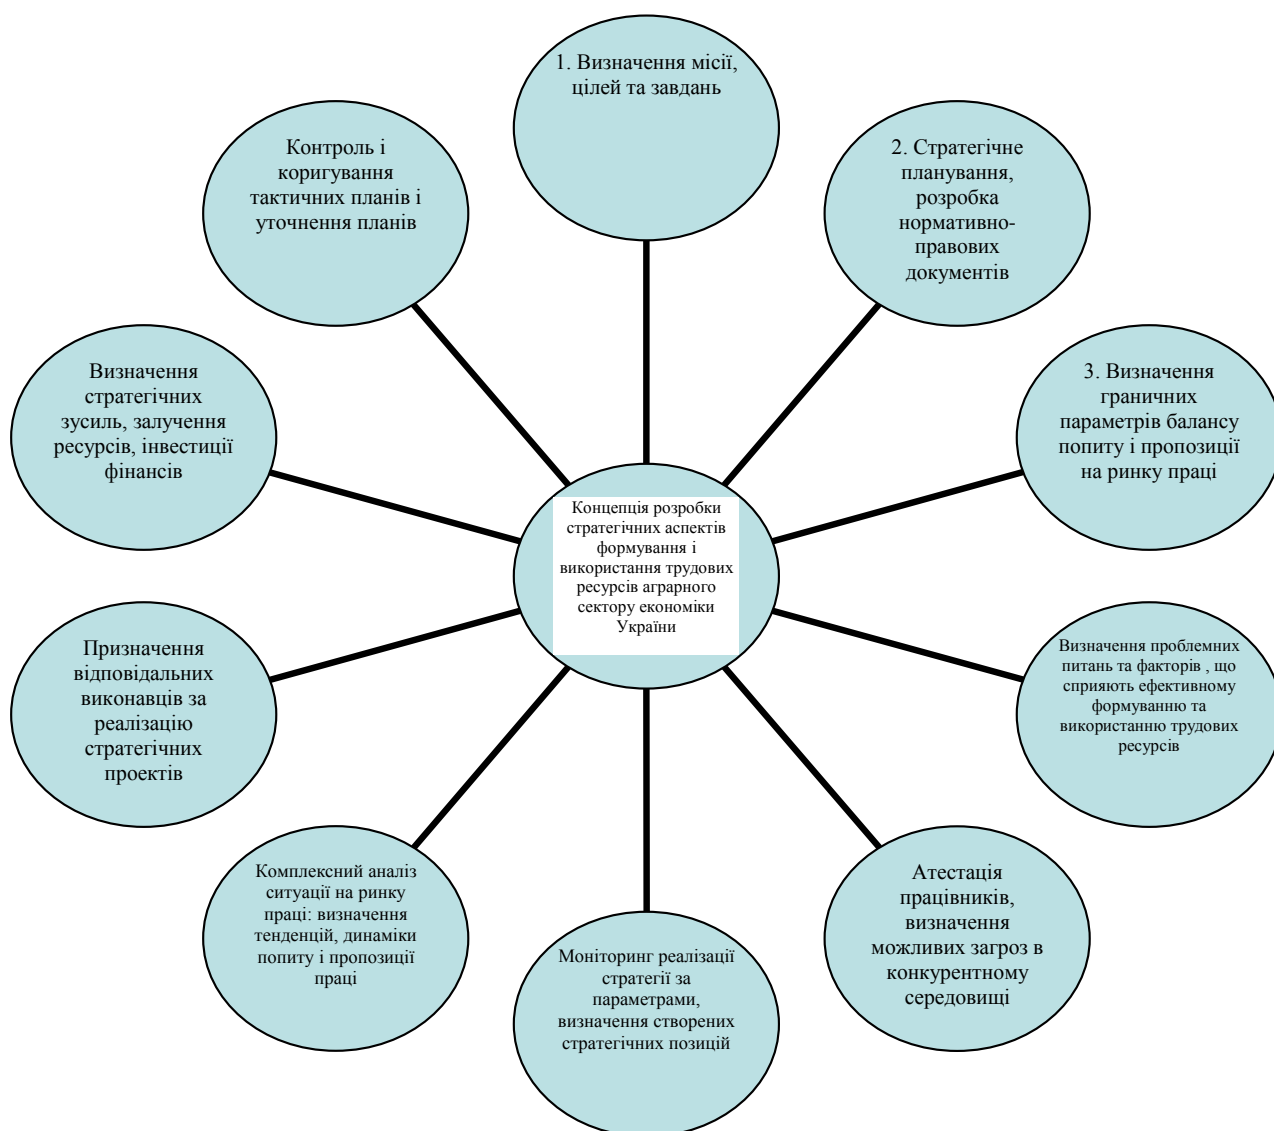 1. Визначення місії,
цілей та завдань
2. Стратегічне
планування,
розробка
нормативно-
правових
документів
3. Визначення
граничних
параметрів балансу
попиту і пропозиції
на ринку праці
Визначення проблемних
питань та факторів , що
сприяють ефективному
формуванню та
використанню трудових
ресурсів
Атестація
працівників,
визначення
можливих загроз в
конкурентному
середовищі
Моніторинг реалізації
стратегії за
параметрами,
визначення створених
стратегічних позицій
Комплексний аналіз
ситуації на ринку
праці: визначення
тенденцій, динаміки
попиту і пропозиції
праці
Призначення
відповідальних
виконавців за
реалізацію
стратегічних
проектів
Визначення
стратегічних
зусиль, залучення
ресурсів, інвестиції
фінансів
Контроль і
коригування
тактичних планів і
уточнення планів
Концепція розробки
стратегічних аспектів
формування і
використання трудових
ресурсів аграрного
сектору економіки
України